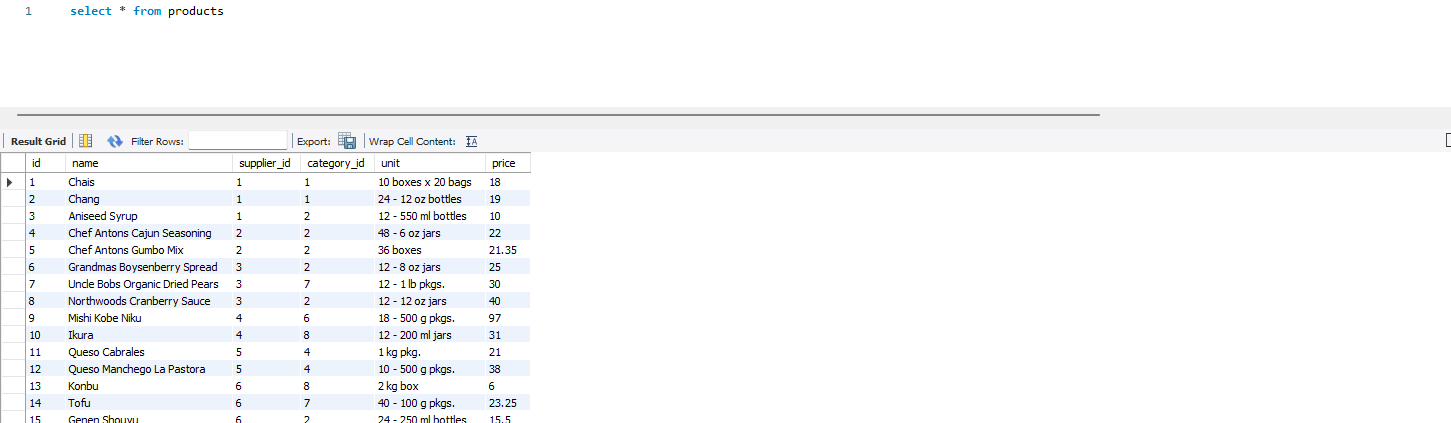 1 select * from products
Result Grid Filter Rows: Export: Wrap Cell Content:
id name supplier_id category_id unit price
1 Chais 1 1 10 boxes x 20 bags 18
2 Chang 1 1 24 - 12 oz bottles 19
3 Aniseed Syrup 1 2 12 - 550 ml bottles 10
4 Chef Antons Cajun Seasoning 2 2 48 - 6 oz jars 22
5 Chef Antons Gumbo Mix 2 2 36 boxes 21.35
6 Grandmas Boysenberry Spread 3 2 12 - 8 oz jars 25
7 Uncle Bobs Organic Dried Pears 3 7 12 - 1 lb pkgs. 30
8 Northwoods Cranberry Sauce 3 2 12 - 12 oz jars 40
9 Mishi Kobe Niku 4 6 18 - 500 g pkgs. 97
10 Ikura 4 8 12 - 200 ml jars 31
11 Queso Cabrales 5 4 1 kg pkg. 21
12 Queso Manchego La Pastora 5 4 10 - 500 g pkgs. 38
13 Konbu 6 8 2 kg box 6
14 Tofu 6 7 40 - 100 g pkgs. 23.25
15 Genen Shouyu 6 2 24 - 250 ml bottles 15.5